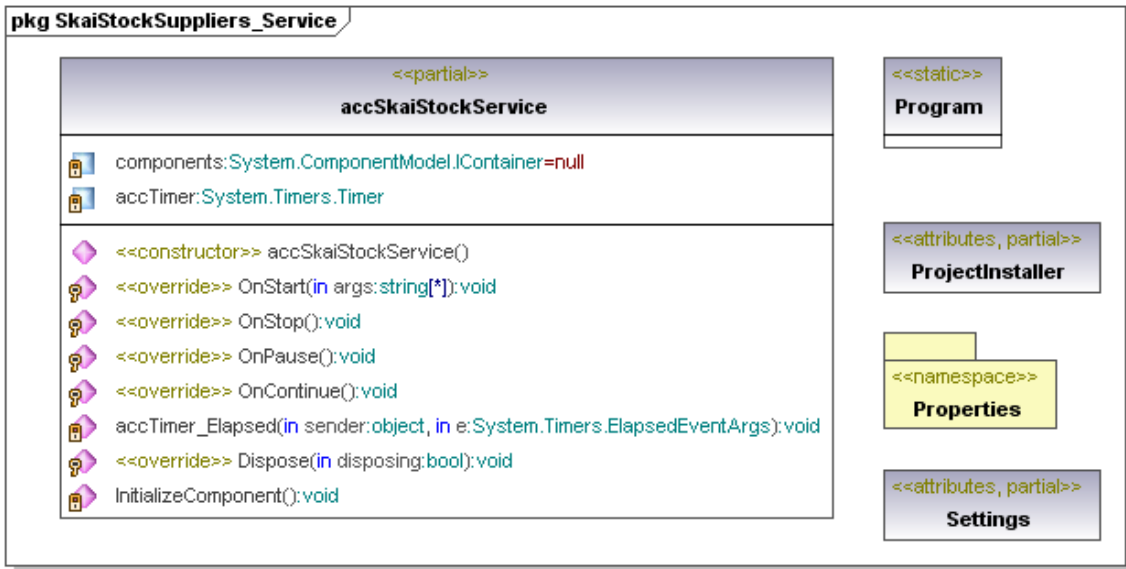 pkg SkaiStockSuppliers_Service
<<partial>>
accSkaiStockService
components:System.ComponentModel.IContainer=null
accTimer:System.Timers.Timer
<<constructor>> accSkaiStockService()
<<override>> OnStart(in args:string[*]):void
<<override>> OnStop():void
<<override>> OnPause():void
<<override>> OnContinue():void
accTimer_Elapsed(in sender:object, in e:System.Timers.ElapsedEventArgs):void
<<override>> Dispose(in disposing:bool):void
InitializeComponent():void
<<static>>
Program
<<attributes, partial>>
ProjectInstaller
<<namespace>>
Properties
<<attributes, partial>>
Settings